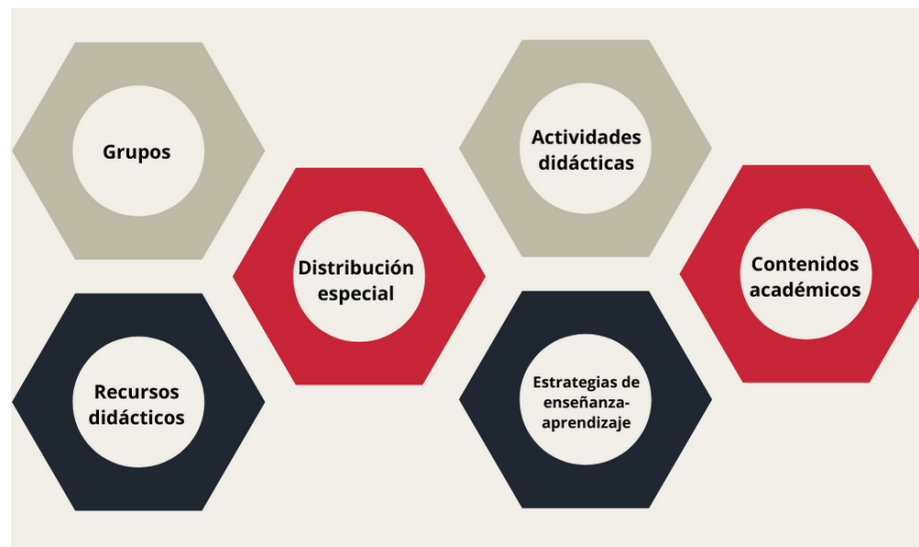 Grupos
Actividades
didácticas
Distribución
especial
Contenidos
académicos
Recursos
didácticos
Estrategias de
enseñanza-
aprendizaje